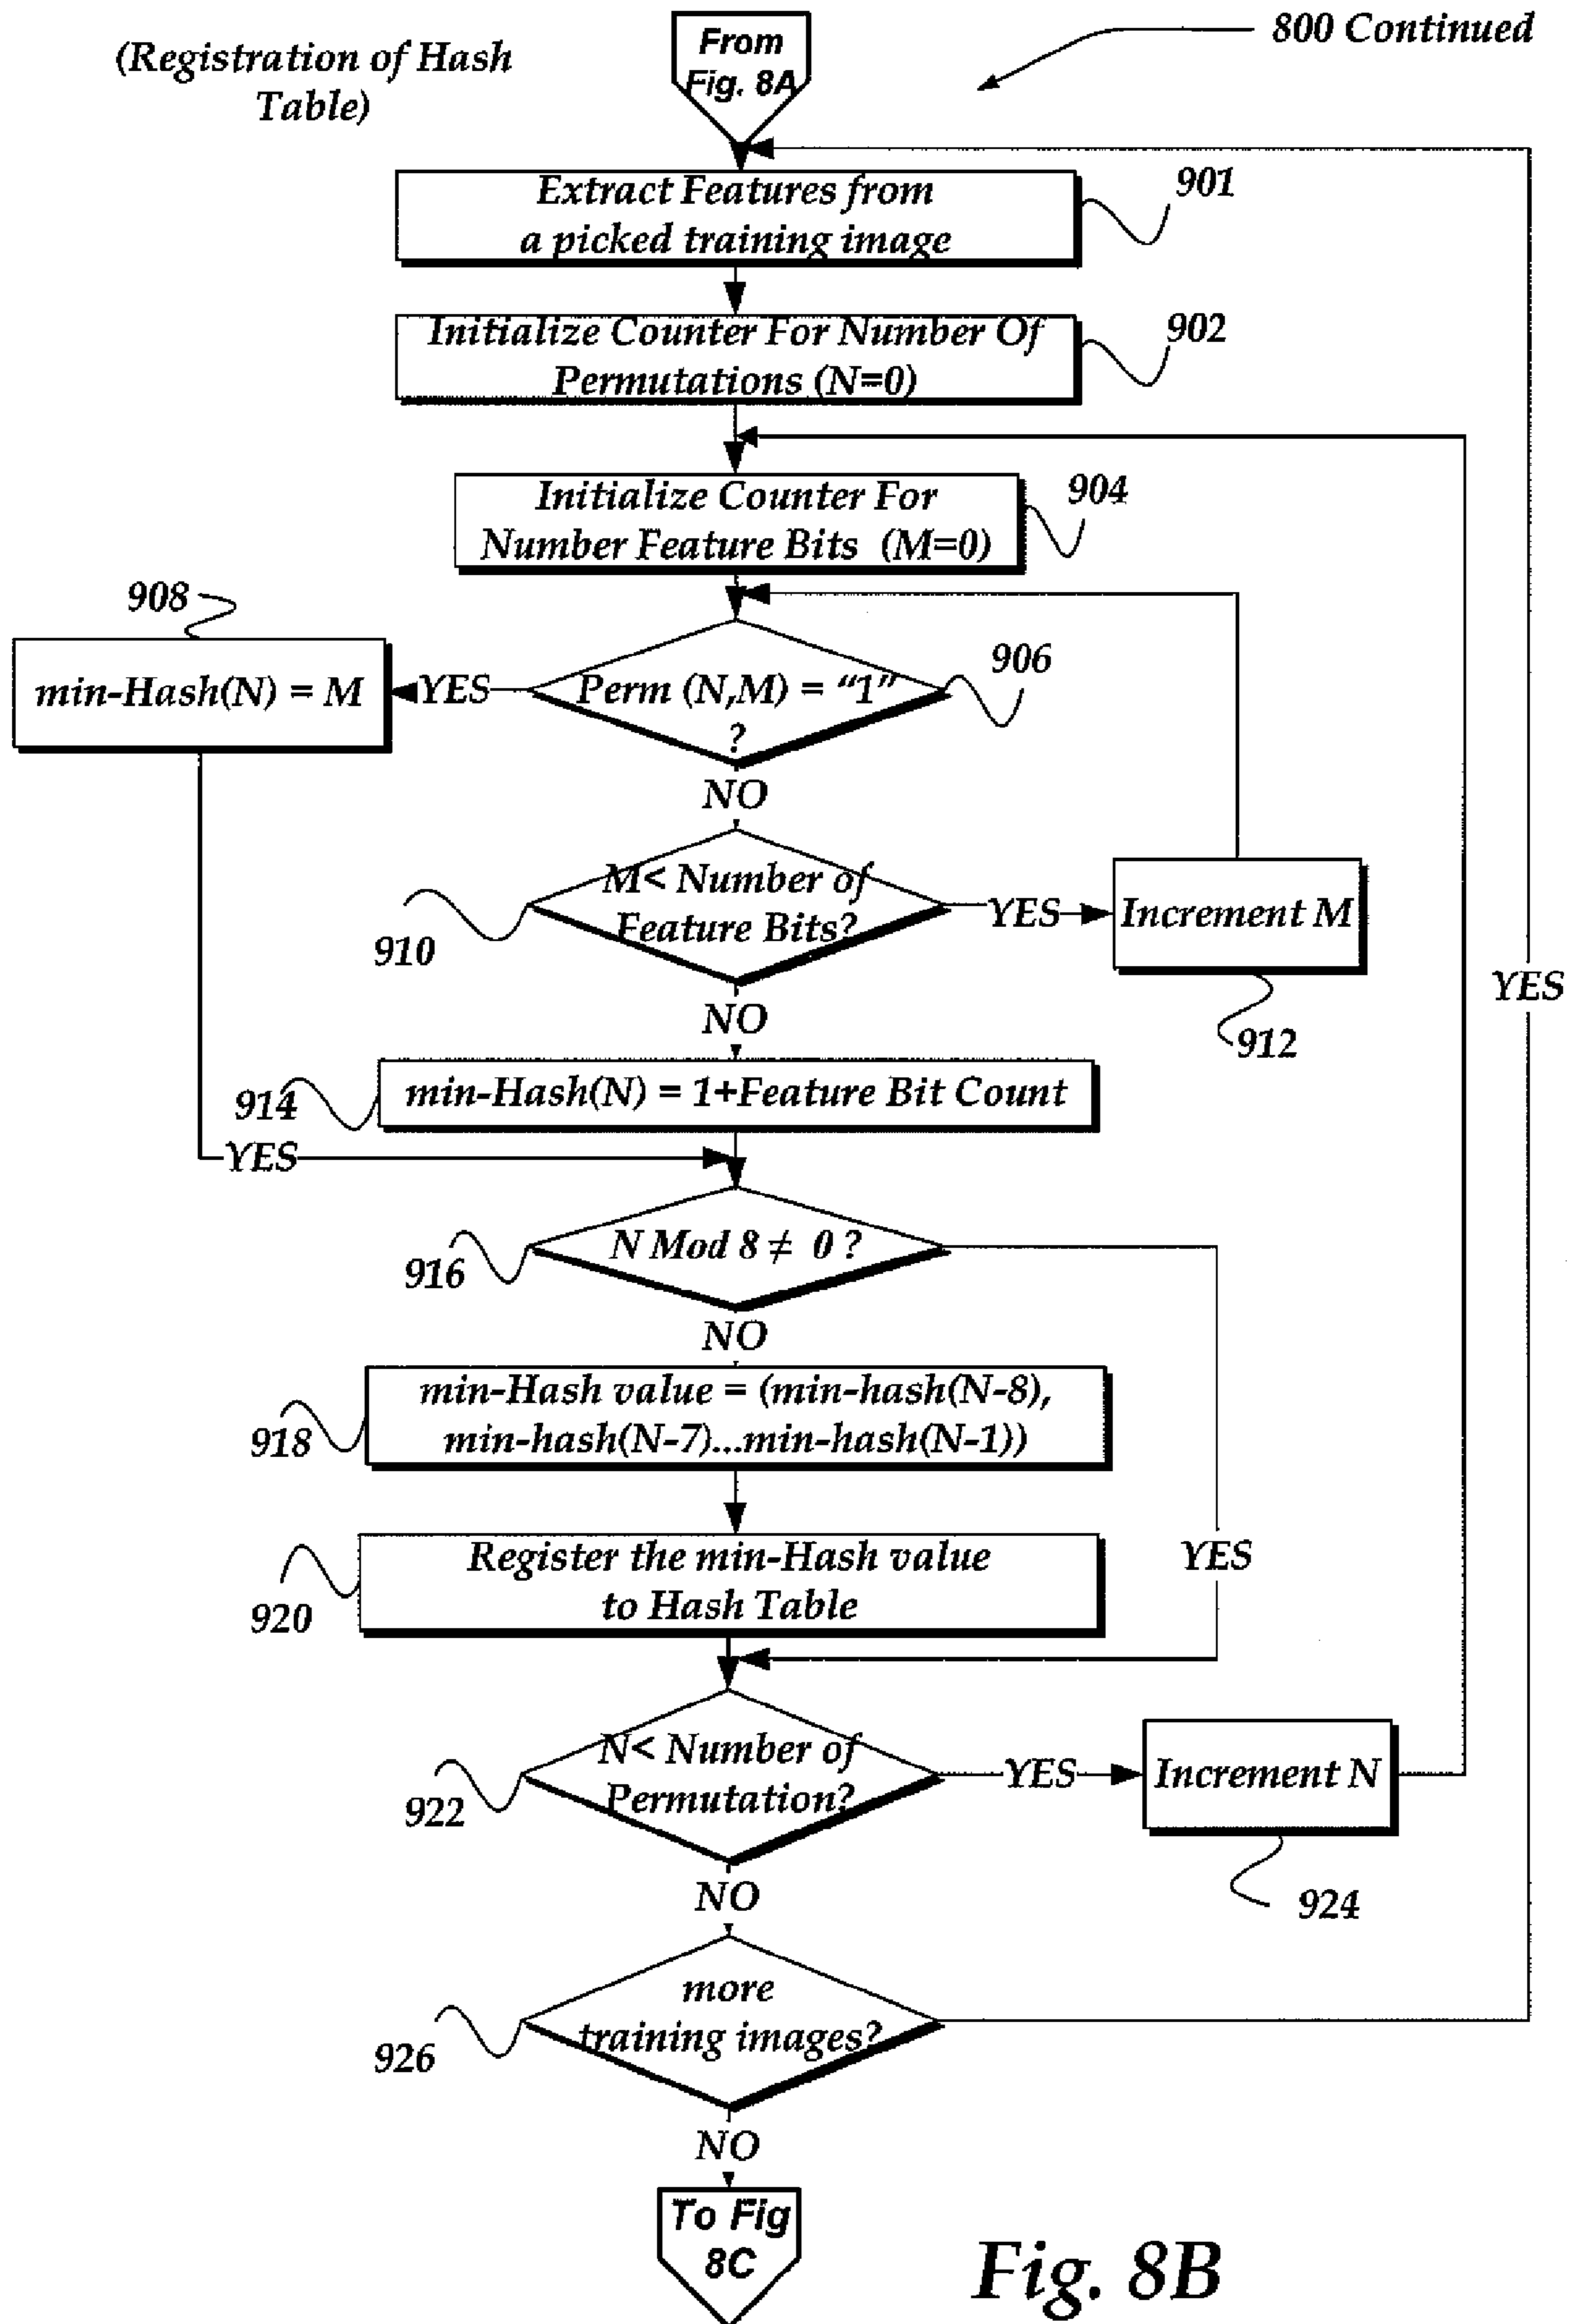 (Registration of Hash
Table)
From
Fig. 8A
800 Continued
Extract Features from
a picked training image
901
Initialize Counter For Number Of
Permutations (N=0)
902
Initialize Counter For
Number Feature Bits (M=0)
904
908
min-Hash(N) = M
YES
Perm (N,M) = "1"
?
906
NO
M< Number of
Feature Bits?
910
YES
Increment M
912
YES
NO
914
min-Hash(N) = 1+Feature Bit Count
YES
N Mod 8 ≠ 0 ?
916
NO
min-Hash value = (min-hash(N-8),
min-hash(N-7)...min-hash(N-1))
918
YES
Register the min-Hash value
to Hash Table
920
N< Number of
Permutation?
922
YES
Increment N
924
NO
more
training images?
926
NO
To Fig
8C
Fig. 8B